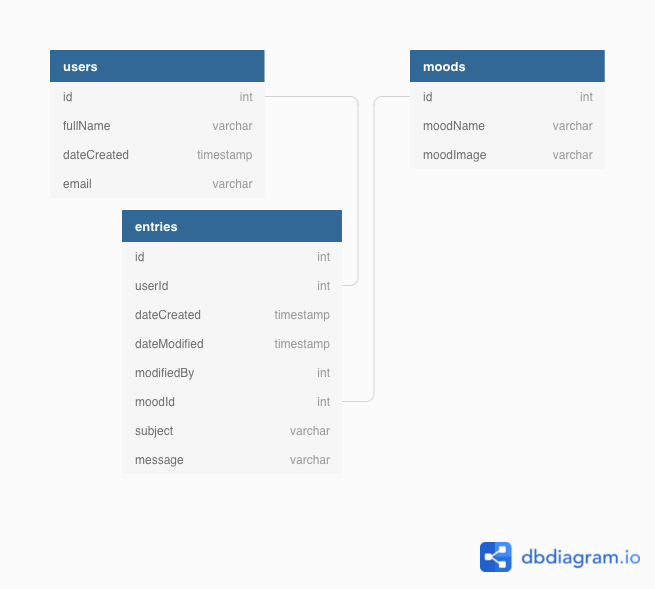 users
id int
fullName varchar
dateCreated timestamp
email varchar
moods
id int
moodName varchar
moodImage varchar
entries
id int
userId int
dateCreated timestamp
dateModified timestamp
modifiedBy int
moodId int
subject varchar
message varchar
dbdiagram.io